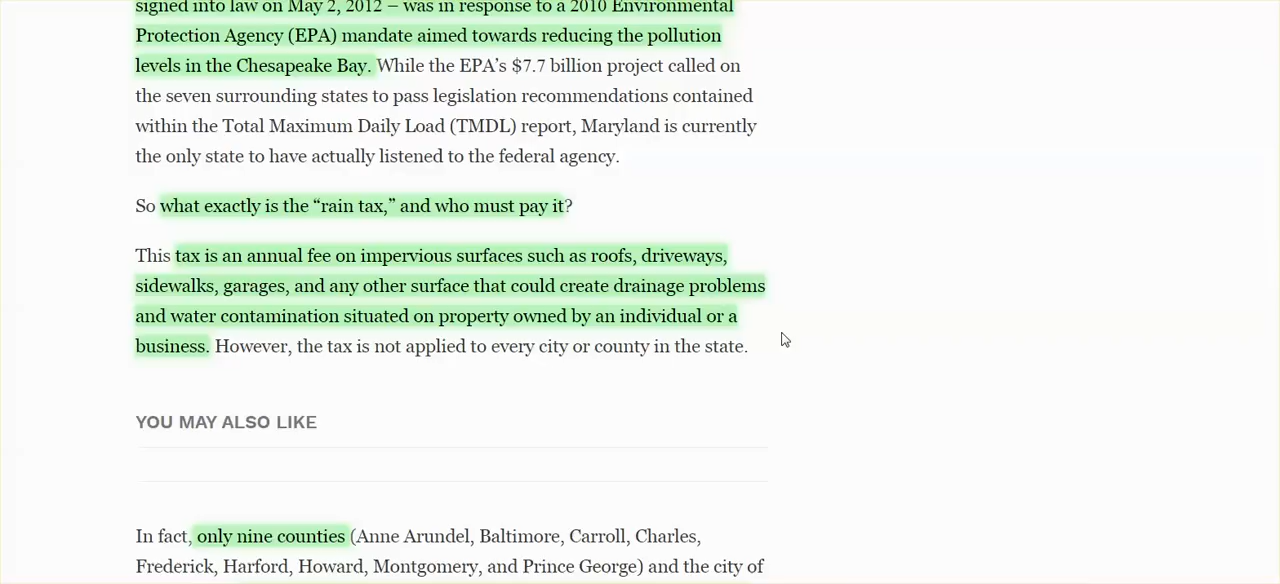 signed into law on May 2, 2012 – was in response to a 2010 Environmental
Protection Agency (EPA) mandate aimed towards reducing the pollution
levels in the Chesapeake Bay. While the EPA’s $7.7 billion project called on
the seven surrounding states to pass legislation recommendations contained
within the Total Maximum Daily Load (TMDL) report, Maryland is currently
the only state to have actually listened to the federal agency.
So what exactly is the “rain tax,” and who must pay it?
This tax is an annual fee on impervious surfaces such as roofs, driveways,
sidewalks, garages, and any other surface that could create drainage problems
and water contamination situated on property owned by an individual or a
business. However, the tax is not applied to every city or county in the state.
YOU MAY ALSO LIKE
In fact, only nine counties (Anne Arundel, Baltimore, Carroll, Charles,
Frederick, Harford, Howard, Montgomery, and Prince George) and the city of